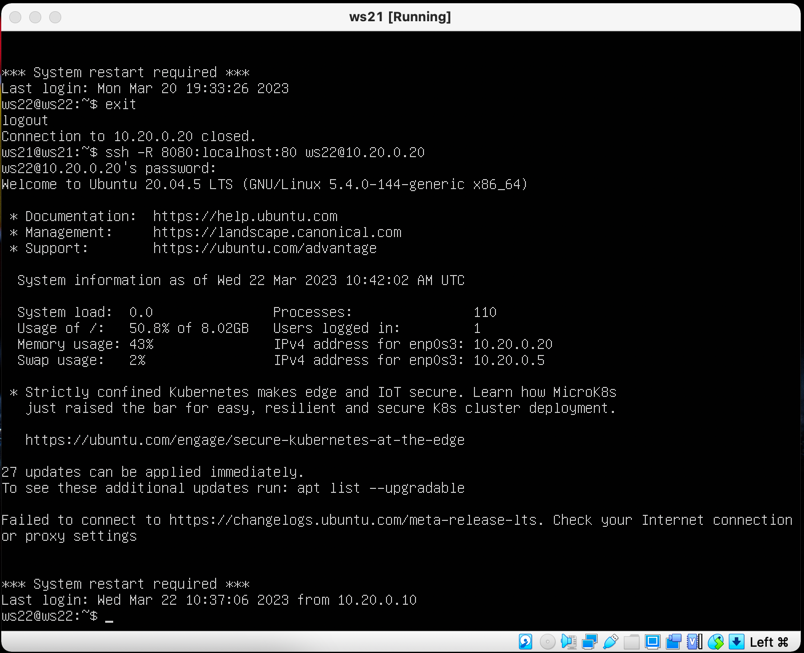 ws21 [Running]
*** System restart required ***
Last login: Mon Mar 20 19:33:26 2023
ws22@ws22:~$ exit
logout
Connection to 10.20.0.20 closed.
ws21@ws21:~$ ssh -R 8080:localhost:80 ws22@10.20.0.20
ws22@10.20.0.20's password:
Welcome to Ubuntu 20.04.5 LTS (GNU/Linux 5.4.0-144-generic x86_64)
* Documentation:  https://help.ubuntu.com
* Management:     https://landscape.canonical.com
* Support:        https://ubuntu.com/advantage
System information as of Wed 22 Mar 2023 10:42:02 AM UTC
System load:  0.0                Processes:               110
Usage of /:   50.8% of 8.02GB   Users logged in:         1
Memory usage: 43%                IPv4 address for enp0s3: 10.20.0.20
Swap usage:   2%                 IPv4 address for enp0s3: 10.20.0.5
* Strictly confined Kubernetes makes edge and IoT secure. Learn how MicroK8s
just raised the bar for easy, resilient and secure K8s cluster deployment.
https://ubuntu.com/engage/secure-kubernetes-at-the-edge
27 updates can be applied immediately.
To see these additional updates run: apt list --upgradable
Failed to connect to https://changelogs.ubuntu.com/meta-release-lts. Check your Internet connection
or proxy settings
*** System restart required ***
Last login: Wed Mar 22 10:37:06 2023 from 10.20.0.10
ws22@ws22:~$ _
Left ⌘